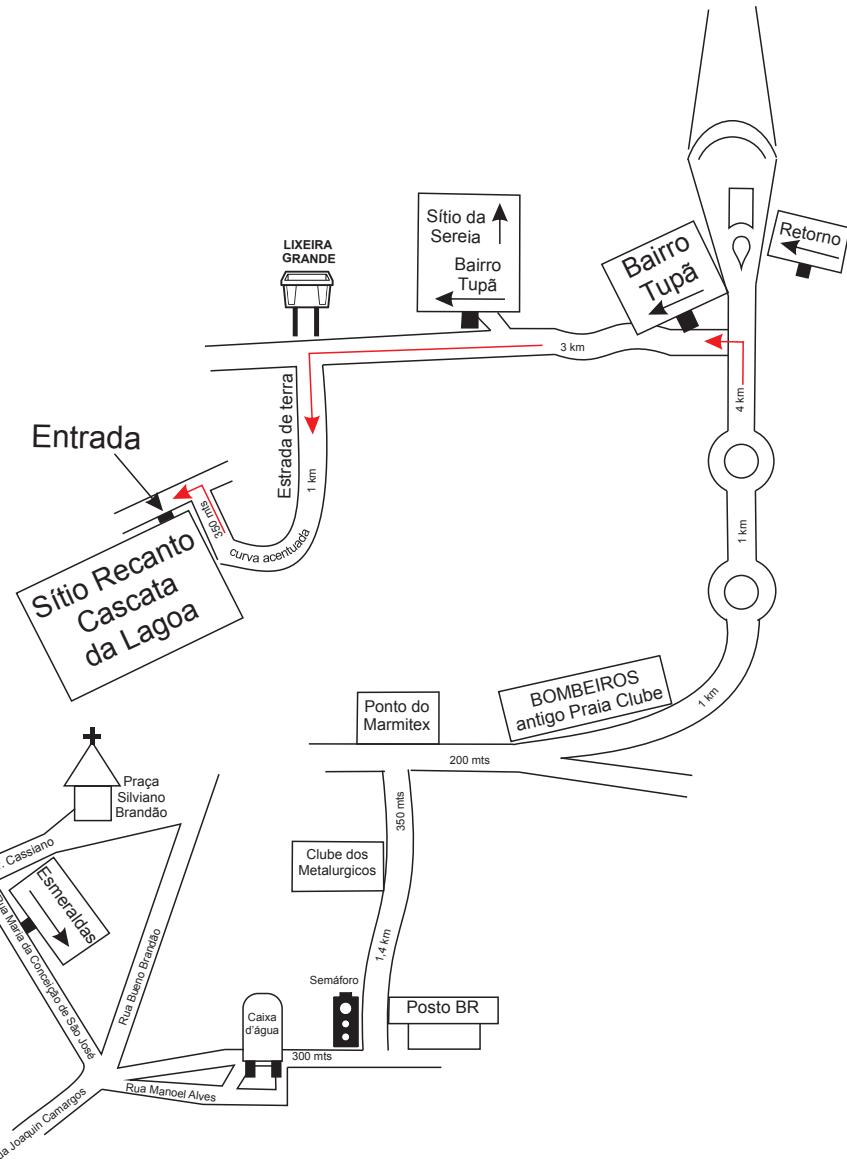 Retorno
Sítio da
Sereia
Bairro
Tupã
Bairro
Tupã
LIXEIRA
GRANDE
3 km
4 km
Entrada
Estrada de terra
1 km
350 mts
curva acentuada
1 km
Sítio Recanto
Cascata
da Lagoa
BOMBEIROS
antigo Praia Clube
1 km
Ponto do
Marmitex
200 mts
350 mts
Praça
Silviano
Brandão
Cassiano
Esmeraldas
Rua Maria da Conceição de São José
Rua Bueno Brandão
Clube dos
Metalurgicos
1,4 km
Semáforo
Posto BR
Caixa
d'água
300 mts
Rua Manoel Alves
Joaquin Camargos